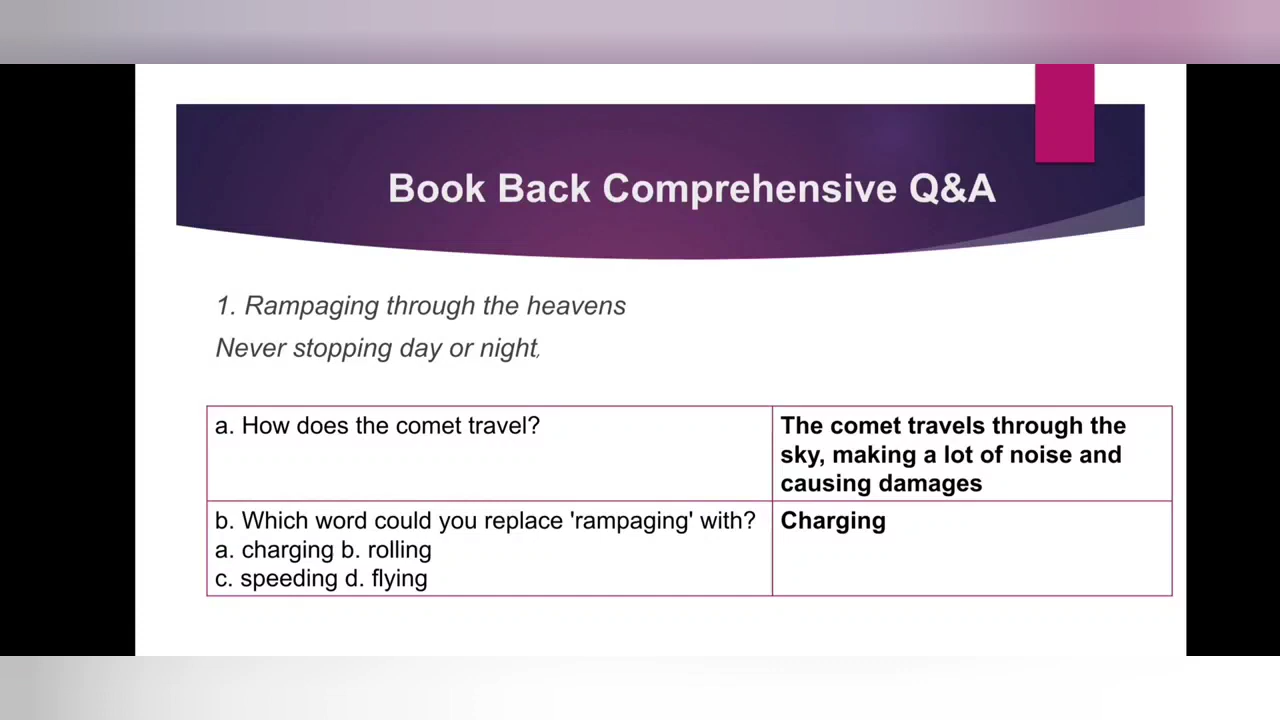 Book Back Comprehensive Q&A
1. Rampaging through the heavens
Never stopping day or night,
a. How does the comet travel?
The comet travels through the
sky, making a lot of noise and
causing damages
b. Which word could you replace 'rampaging' with?
a. charging b. rolling
c. speeding d. flying
Charging